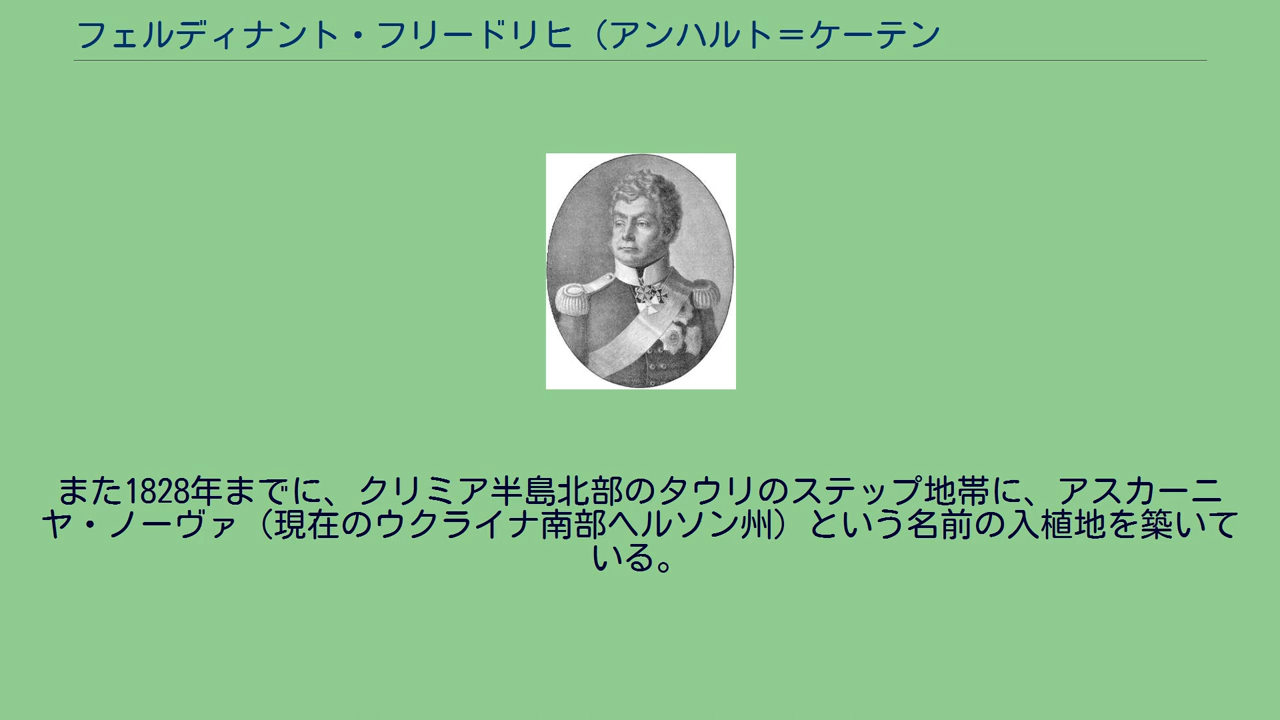 フェルディナント・フリードリヒ（アンハルト＝ケーテン
また1828年までに、クリミア半島北部のタウリのステップ地帯に、アスカーニ
ヤ・ノーヴァ（現在のウクライナ南部ヘルソン州）という名前の入植地を築いて
いる。